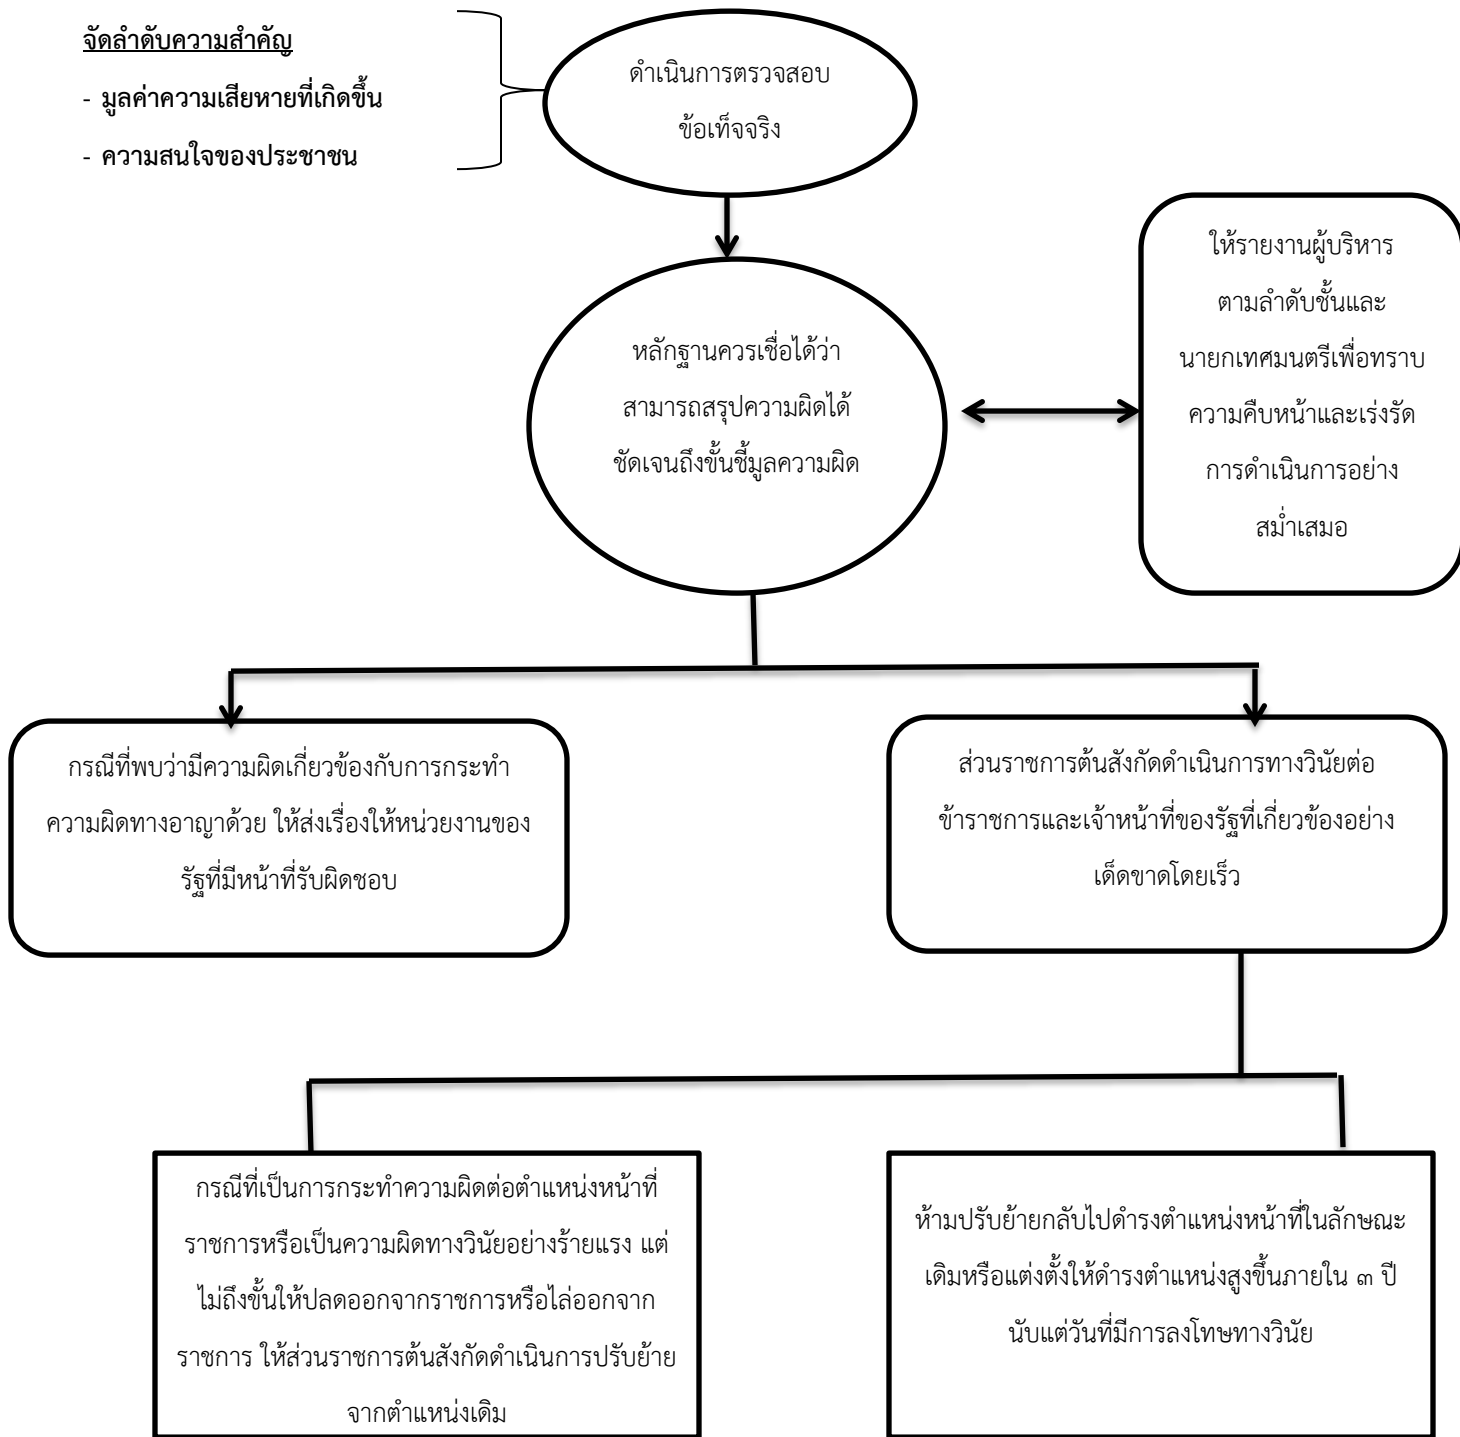 จัดลำดับความสำคัญ
- มูลค่าความเสียหายที่เกิดขึ้น
- ความสนใจของประชาชน
ดำเนินการตรวจสอบ
ข้อเท็จจริง
หลักฐานควรเชื่อได้ว่า
สามารถสรุปความผิดได้
ชัดเจนถึงขั้นชี้มูลความผิด
ให้รายงานผู้บริหาร
ตามลำดับชั้นและ
นายกเทศมนตรีเพื่อทราบ
ความคืบหน้าและเร่งรัด
การดำเนินการอย่าง
สม่ำเสมอ
กรณีที่พบว่ามีความผิดเกี่ยวข้องกับการกระทำ
ความผิดทางอาญาด้วย ให้ส่งเรื่องให้หน่วยงานของ
รัฐที่มีหน้าที่รับผิดชอบ
ส่วนราชการต้นสังกัดดำเนินการทางวินัยต่อ
ข้าราชการและเจ้าหน้าที่ของรัฐที่เกี่ยวข้องอย่าง
เด็ดขาดโดยเร็ว
กรณีที่เป็นการกระทำความผิดต่อตำแหน่งหน้าที่
ราชการหรือเป็นความผิดทางวินัยอย่างร้ายแรง แต่
ไม่ถึงขั้นให้ปลดออกจากราชการหรือไล่ออกจาก
ราชการ ให้ส่วนราชการต้นสังกัดดำเนินการปรับย้าย
จากตำแหน่งเดิม
ห้ามปรับย้ายกลับไปดำรงตำแหน่งหน้าที่ในลักษณะ
เดิมหรือแต่งตั้งให้ดำรงตำแหน่งสูงขึ้นภายใน ๓ ปี
นับแต่วันที่มีการลงโทษทางวินัย